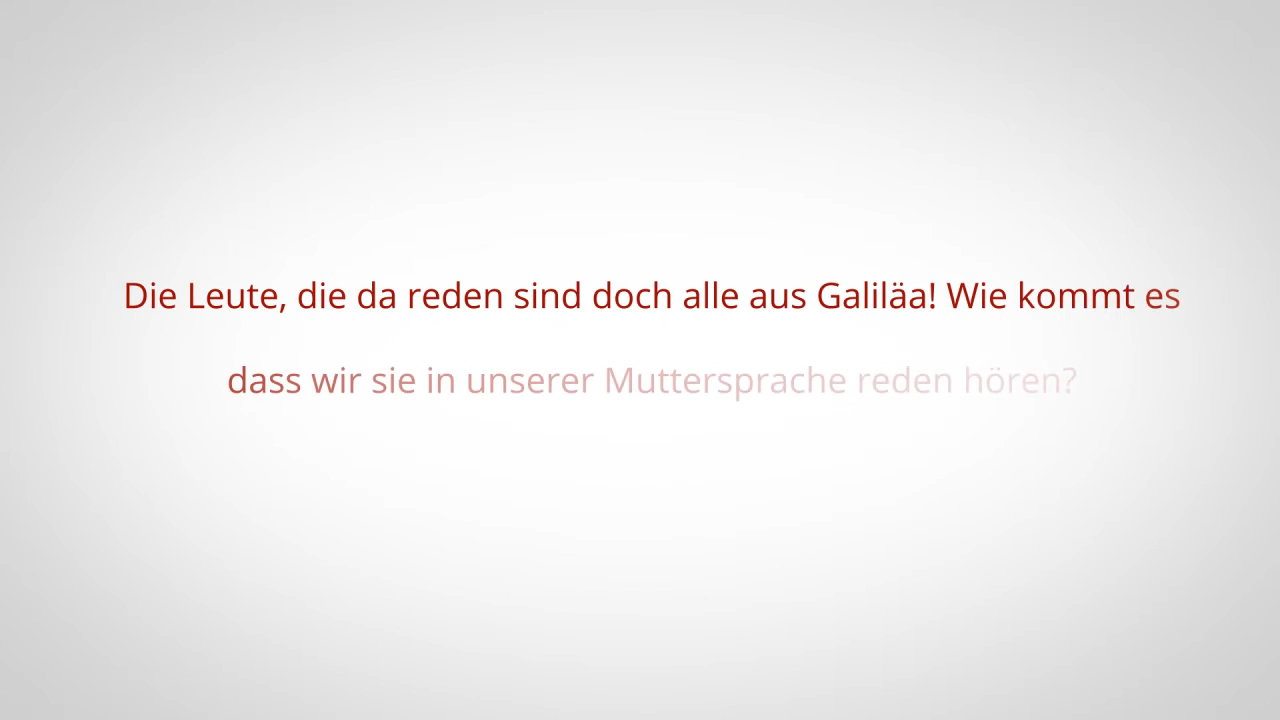 Die Leute, die da reden sind doch alle aus Galiläa! Wie kommt es
dass wir sie in unserer Muttersprache reden hören?